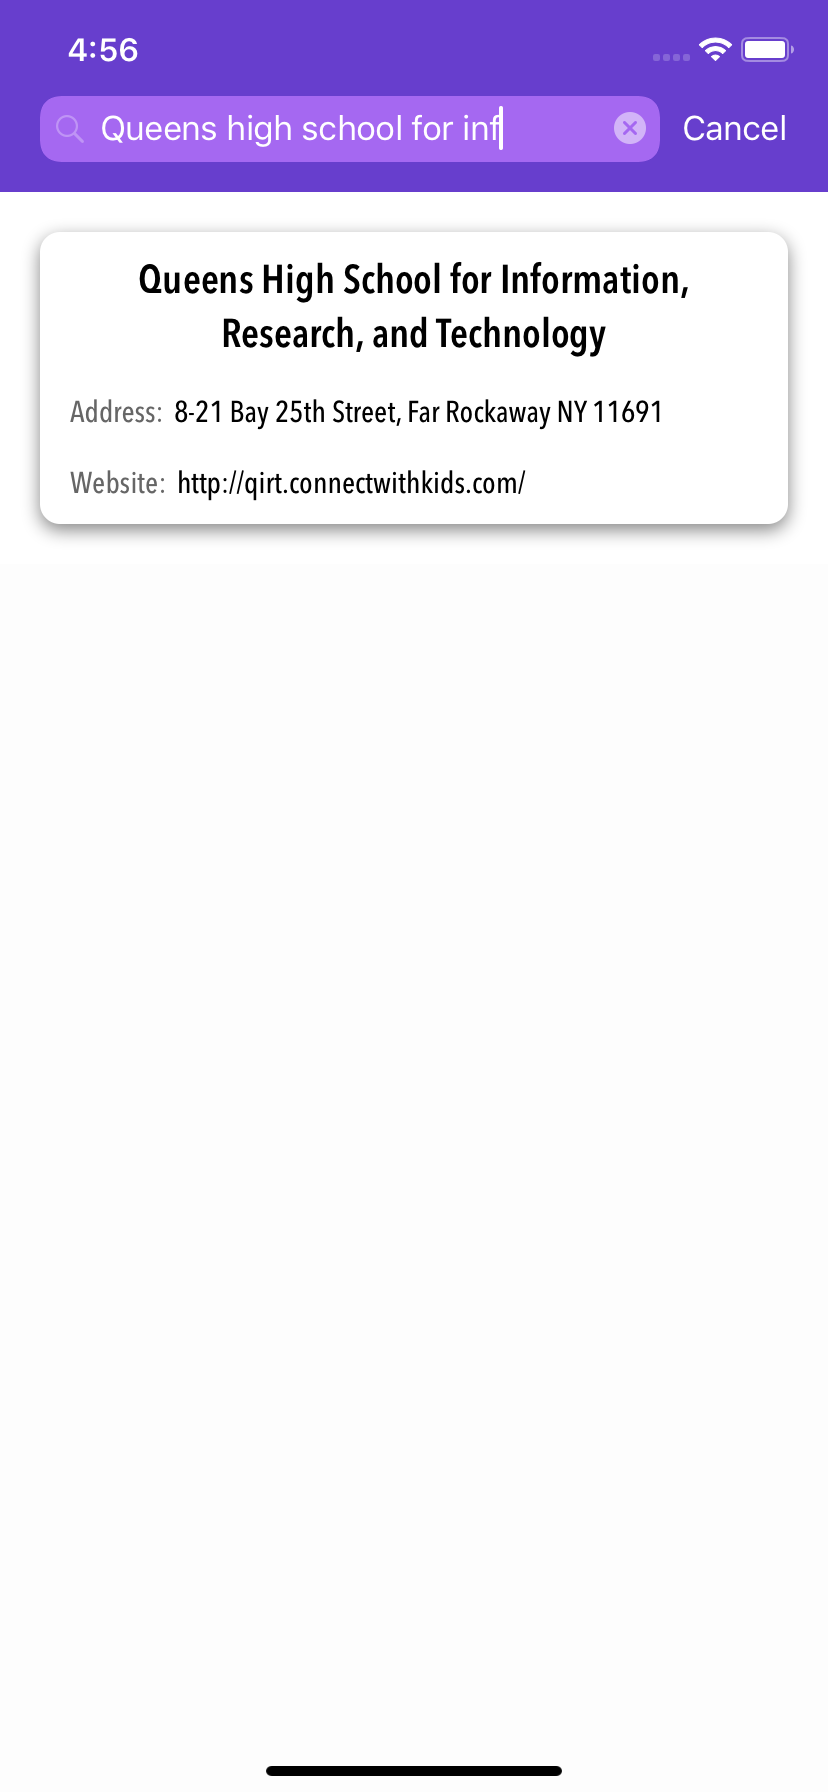 4:56
Queens high school for inf
Cancel
Queens High School for Information,
Research, and Technology
Address: 8-21 Bay 25th Street, Far Rockaway NY 11691
Website: http://qirt.connectwithkids.com/